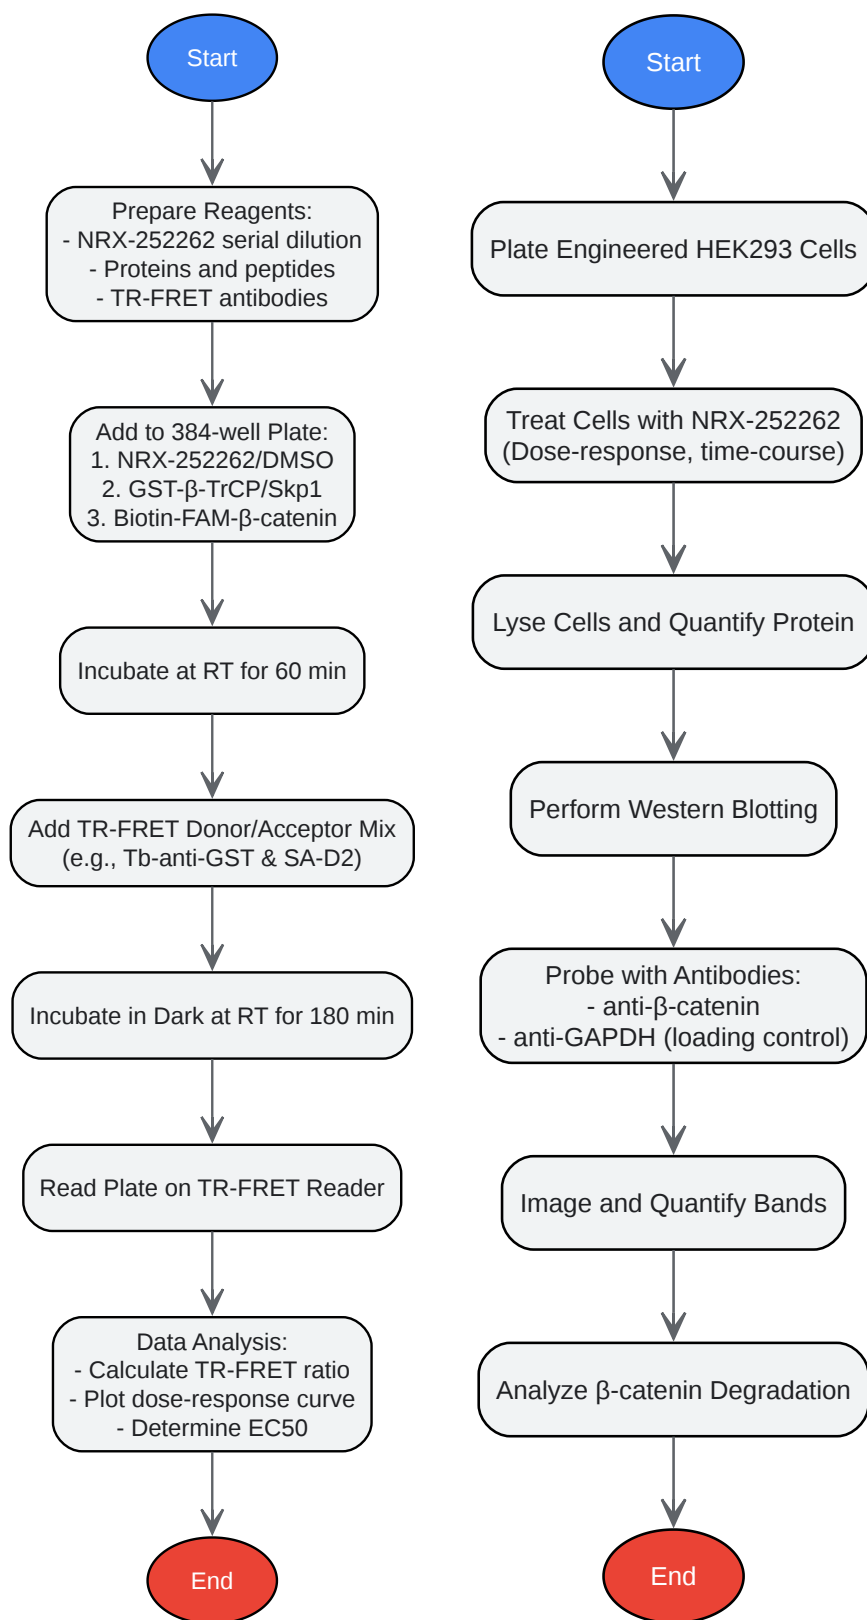 Start
Prepare Reagents:
- NRX-252262 serial dilution
- Proteins and peptides
- TR-FRET antibodies
Add to 384-well Plate:
1. NRX-252262/DMSO
2. GST-β-TrCP/Skp1
3. Biotin-FAM-β-catenin
Incubate at RT for 60 min
Add TR-FRET Donor/Acceptor Mix
(e.g., Tb-anti-GST & SA-D2)
Incubate in Dark at RT for 180 min
Read Plate on TR-FRET Reader
Data Analysis:
- Calculate TR-FRET ratio
- Plot dose-response curve
- Determine EC50
End
Start
Plate Engineered HEK293 Cells
Treat Cells with NRX-252262
(Dose-response, time-course)
Lyse Cells and Quantify Protein
Perform Western Blotting
Probe with Antibodies:
- anti-β-catenin
- anti-GAPDH (loading control)
Image and Quantify Bands
Analyze β-catenin Degradation
End